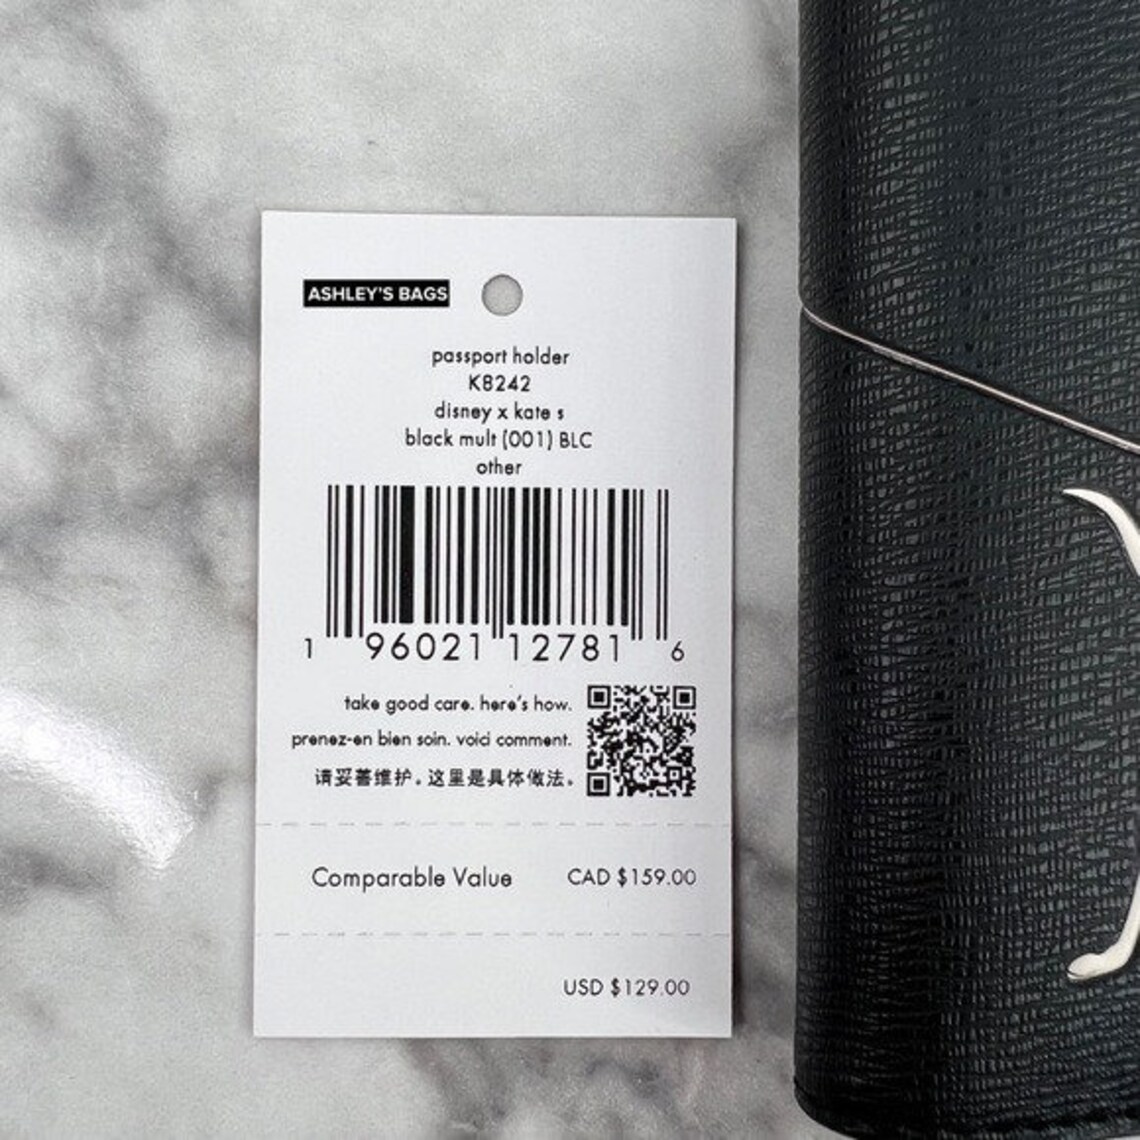 ASHLEY'S BAGS
passport holder
K8242
disney x kate s
black mult (001) BLC
other
1 96021 12781 6
take good care. here's how.
prenez-en bien soin. voici comment.
请妥善维护。这里是具体做法。
Comparable Value CAD $159.00
USD $129.00